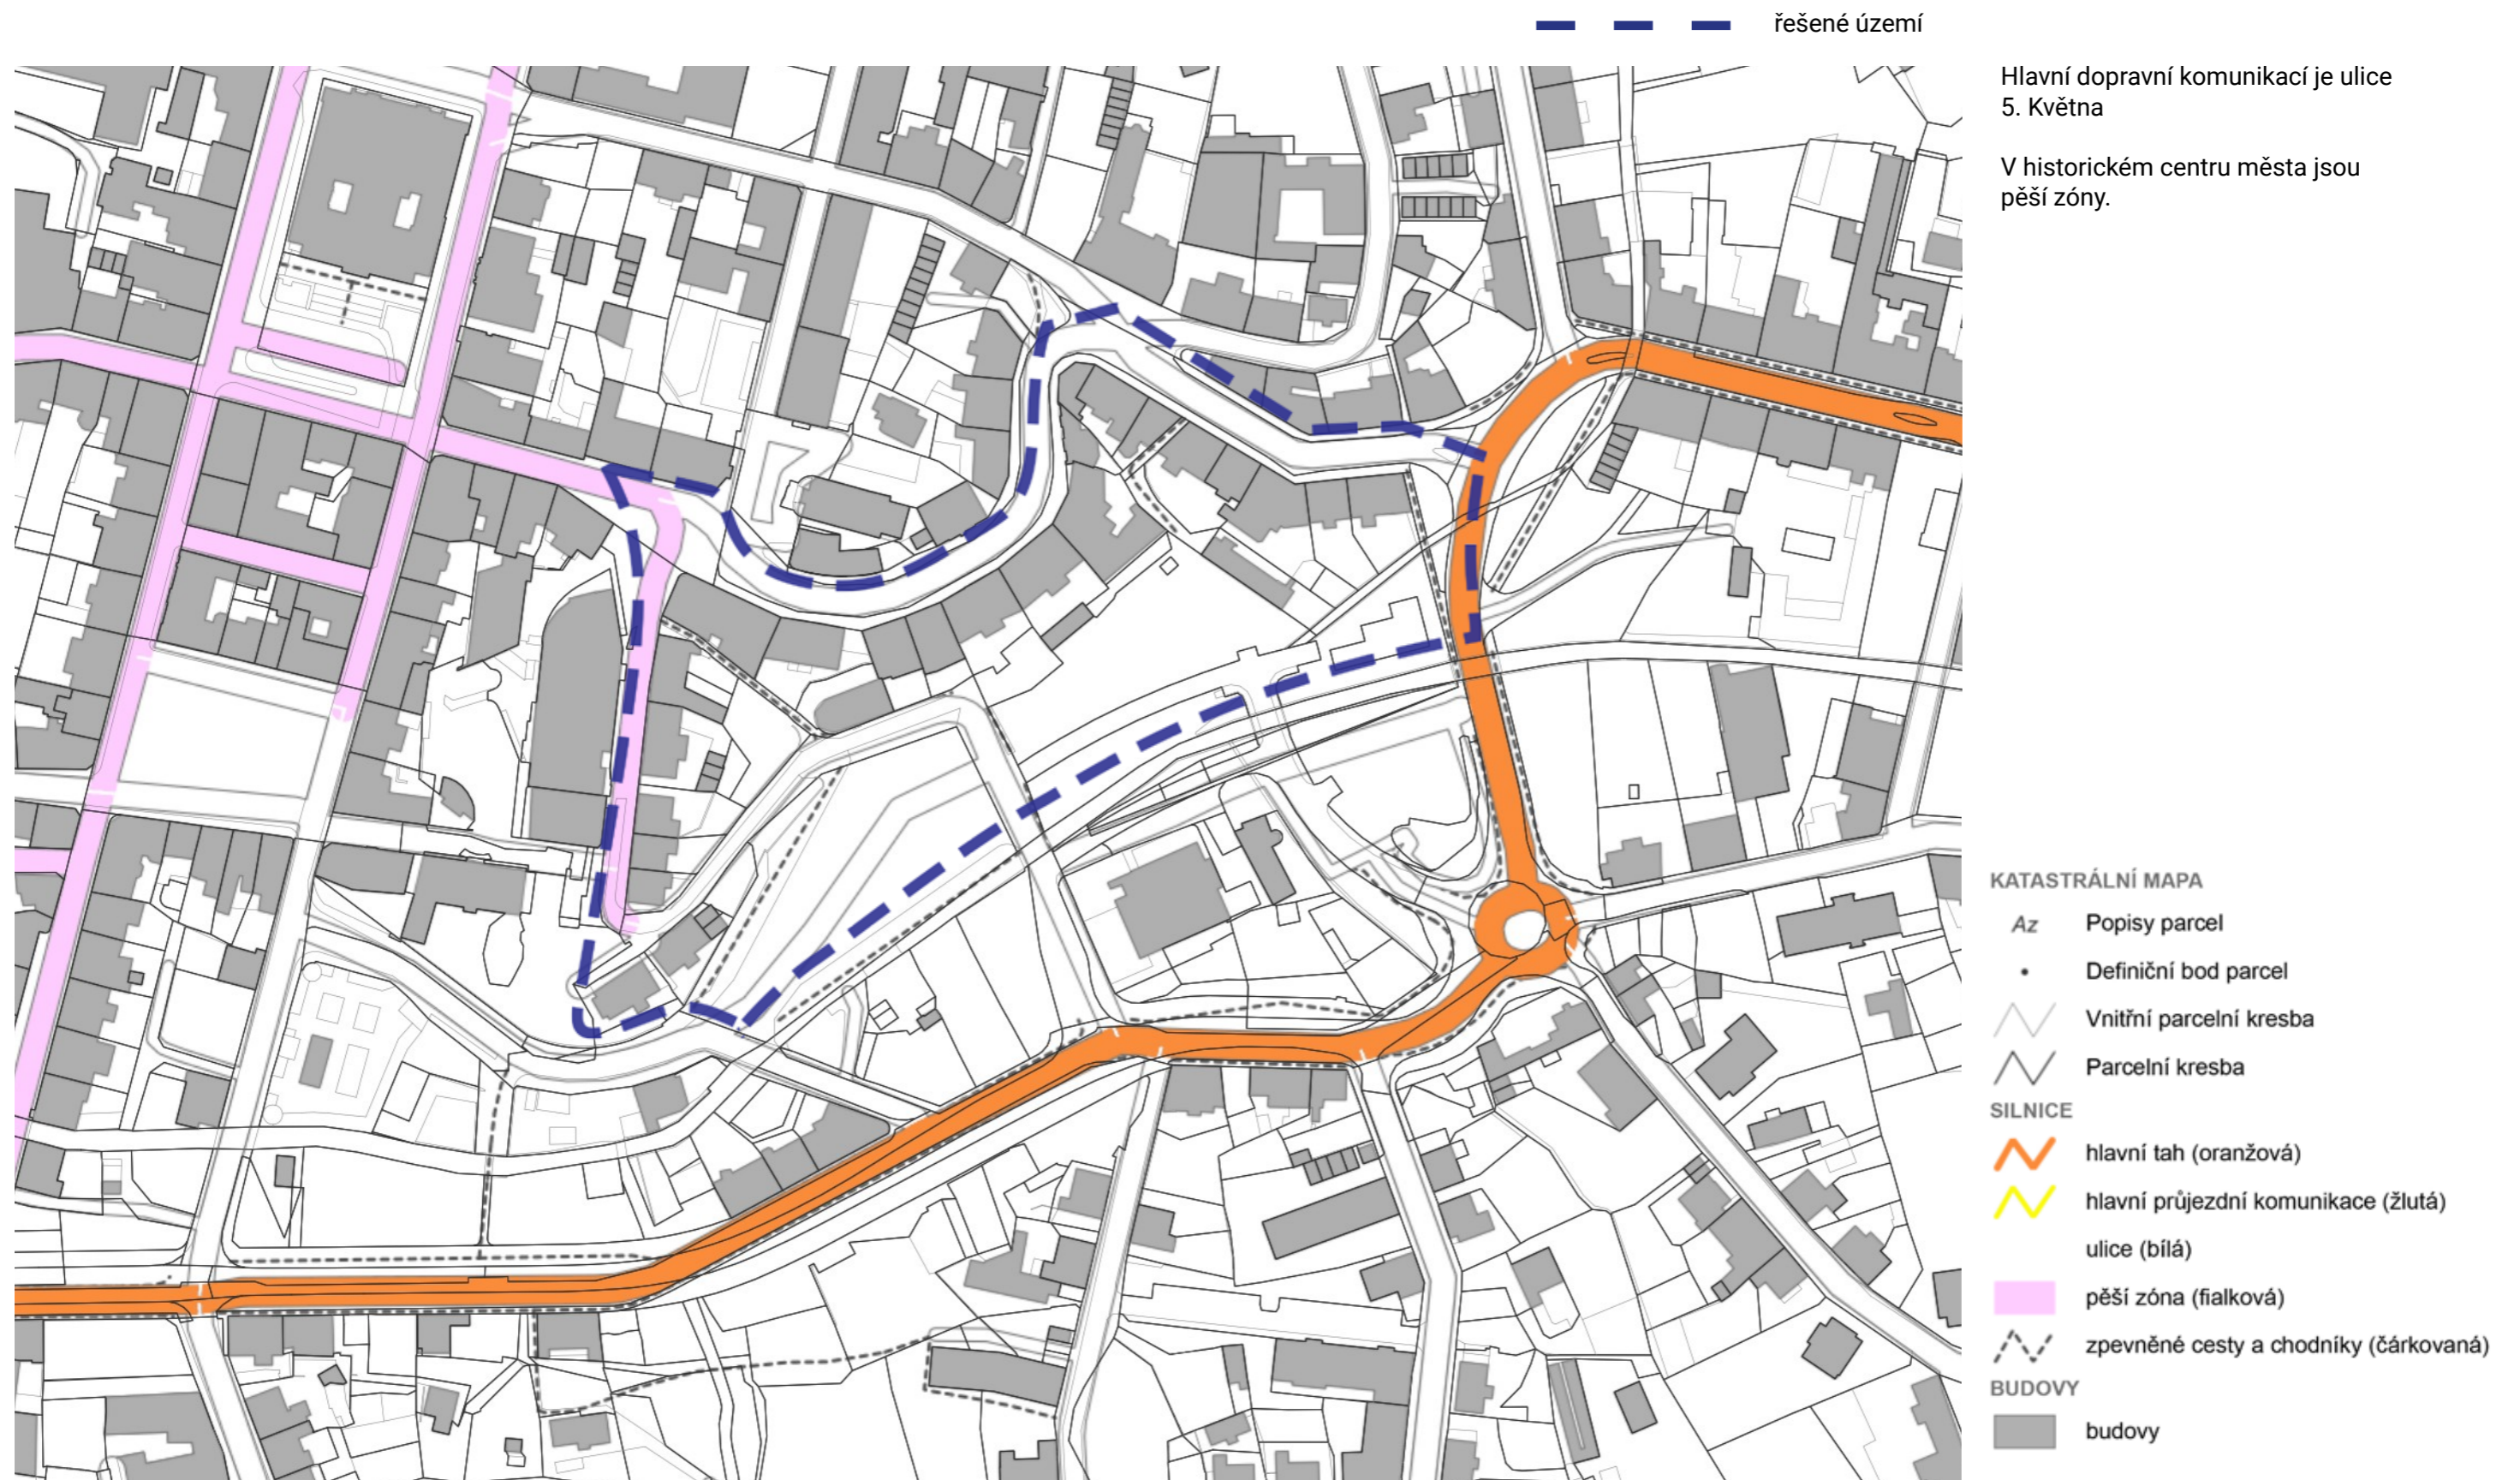 řešené území
Hlavní dopravní komunikací je ulice
5. Května
V historickém centru města jsou
pěší zóny.
KATASTRÁLNÍ MAPA
Az Popisy parcel
Definiční bod parcel
Vnitřní parcelní kresba
Parcelní kresba
SILNICE
hlavní tah (oranžová)
hlavní průjezdní komunikace (žlutá)
ulice (bílá)
pěší zóna (fialková)
zpevněné cesty a chodníky (čárkovaná)
BUDOVY
budovy